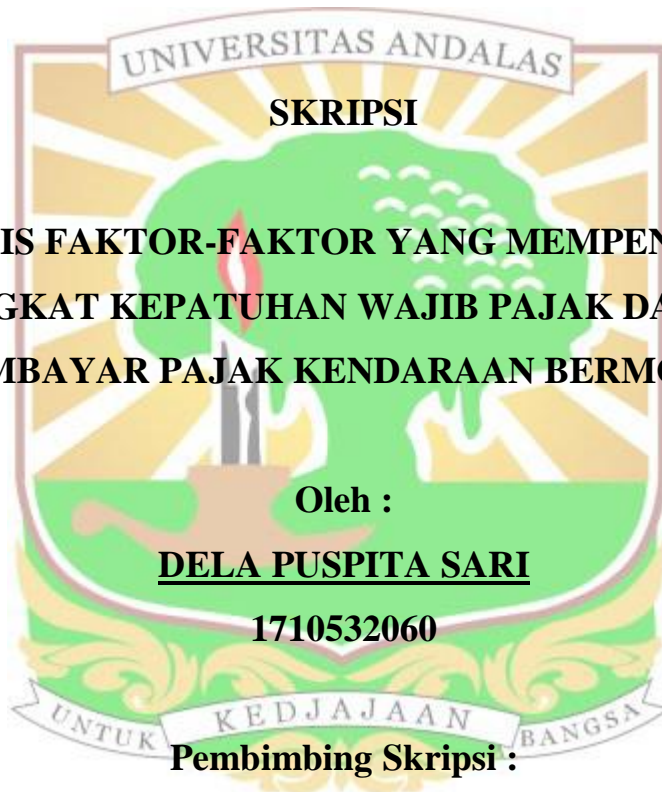 UNIVERSITAS ANDALAS
SKRIPSI
IS FAKTOR-FAKTOR YANG MEMPEN
GKAT KEPATUHAN WAJIB PAJAK DA
MBAYAR PAJAK KENDARAAN BERMO
Oleh :
DELA PUSPITA SARI
1710532060
UNTUK KEDJAJAAN BANGSA
Pembimbing Skripsi :